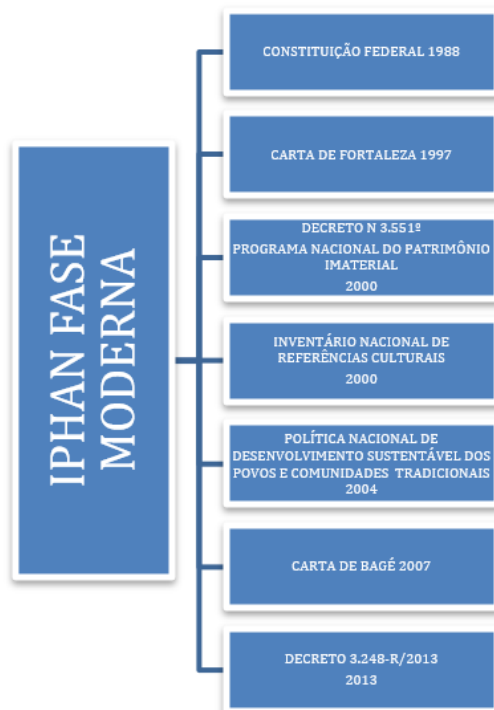 IPHAN FASE
MODERNA
CONSTITUIÇÃO FEDERAL 1988
CARTA DE FORTALEZA 1997
DECRETO N 3.551º
PROGRAMA NACIONAL DO PATRIMÔNIO
IMATERIAL
2000
INVENTÁRIO NACIONAL DE
REFERÊNCIAS CULTURAIS
2000
POLÍTICA NACIONAL DE
DESENVOLVIMENTO SUSTENTÁVEL DOS
POVOS E COMUNIDADES TRADICIONAIS
2004
CARTA DE BAGÉ 2007
DECRETO 3.248-R/2013
2013